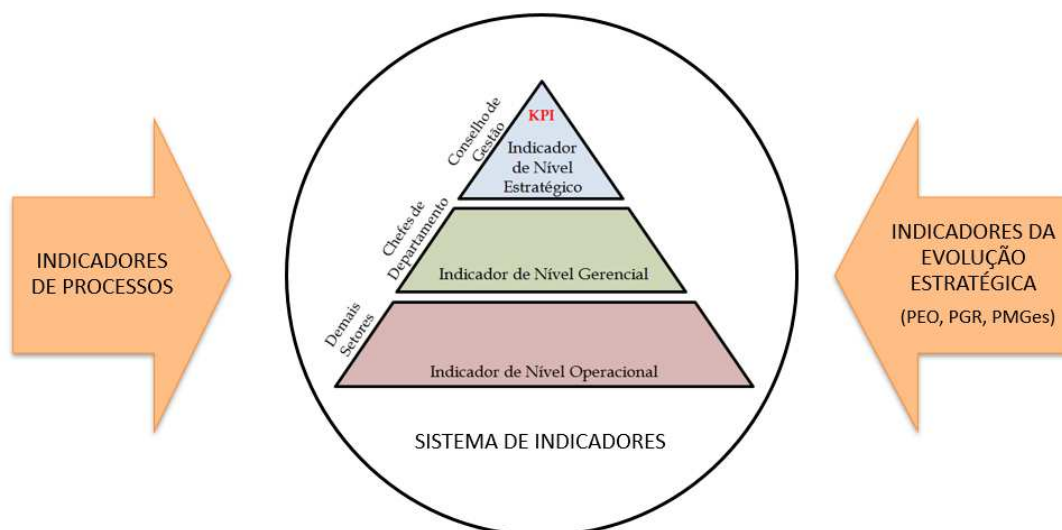 INDICADORES
DE PROCESSOS
Conselho de
Gestão
KPI
Indicador
de Nível
Estratégico
Chefes de
Departamento
Indicador de Nível Gerencial
Demais
Setores
Indicador de Nível Operacional
SISTEMA DE INDICADORES
INDICADORES DA
EVOLUÇÃO
ESTRATÉGICA
(PEO, PGR, PMGes)